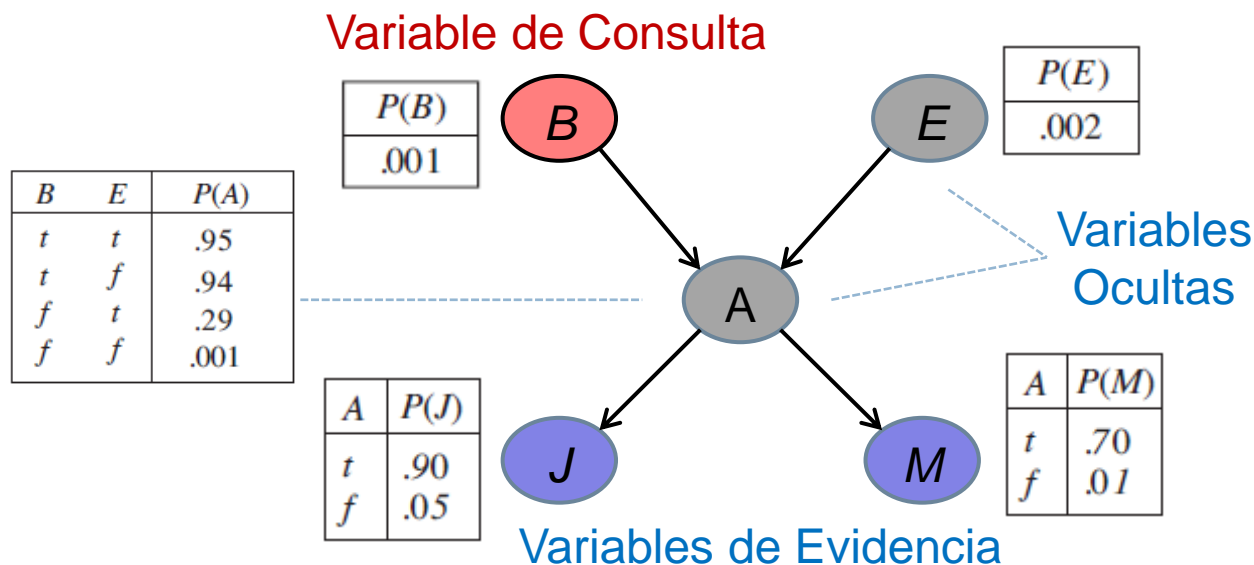 Variable de Consulta
P(B)
.001
B
E
P(E)
.002
B E P(A)
t t .95
t f .94
f t .29
f f .001
A
Variables
Ocultas
A P(J)
t .90
f .05
J
M
A P(M)
t .70
f .01
Variables de Evidencia